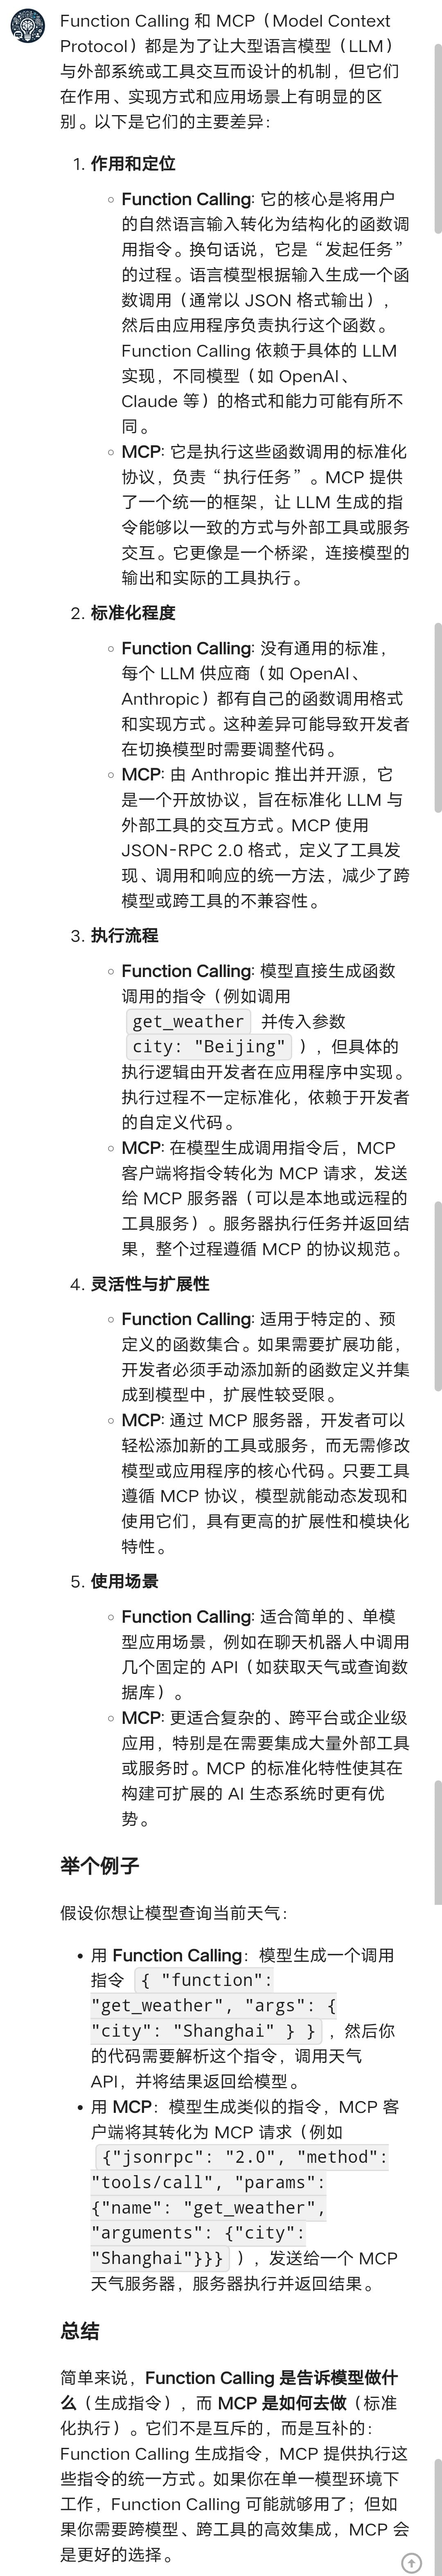 Function Calling 和 MCP（Model Context
Protocol）都是为了让大型语言模型（LLM）
与外部系统或工具交互而设计的机制，但它们
在作用、实现方式和应用场景上有明显的区
别。以下是它们的主要差异：
1. 作用和定位
Function Calling: 它的核心是将用户
的自然语言输入转化为结构化的函数调
用指令。换句话说，它是“发起任务”
的过程。语言模型根据输入生成一个函
数调用（通常以 JSON 格式输出），
然后由应用程序负责执行这个函数。
Function Calling 依赖于具体的 LLM
实现，不同模型（如 OpenAI、
Claude 等）的格式和能力可能有所不
同。
MCP: 它是执行这些函数调用的标准化
协议，负责“执行任务”。MCP 提供
了一个统一的框架，让 LLM 生成的指
令能够以一致的方式与外部工具或服务
交互。它更像是一个桥梁，连接模型的
输出和实际的工具执行。
2. 标准化程度
Function Calling: 没有通用的标准，
每个 LLM 供应商（如 OpenAI、
Anthropic）都有自己的函数调用格式
和实现方式。这种差异可能导致开发者
在切换模型时需要调整代码。
MCP: 由 Anthropic 推出并开源，它
是一个开放协议，旨在标准化 LLM 与
外部工具的交互方式。MCP 使用
JSON-RPC 2.0 格式，定义了工具发
现、调用和响应的统一方法，减少了跨
模型或跨工具的不兼容性。
3. 执行流程
Function Calling: 模型直接生成函数
调用的指令（例如调用
get_weather 并传入参数
city: "Beijing" ），但具体的
执行逻辑由开发者在应用程序中实现。
执行过程不一定标准化，依赖于开发者
的自定义代码。
MCP: 在模型生成调用指令后，MCP
客户端将指令转化为 MCP 请求，发送
给 MCP 服务器（可以是本地或远程的
工具服务）。服务器执行任务并返回结
果，整个过程遵循 MCP 的协议规范。
4. 灵活性与扩展性
Function Calling: 适用于特定的、预
定义的函数集合。如果需要扩展功能，
开发者必须手动添加新的函数定义并集
成到模型中，扩展性较受限。
MCP: 通过 MCP 服务器，开发者可以
轻松添加新的工具或服务，而无需修改
模型或应用程序的核心代码。只要工具
遵循 MCP 协议，模型就能动态发现和
使用它们，具有更高的扩展性和模块化
特性。
5. 使用场景
Function Calling: 适合简单的、单模
型应用场景，例如在聊天机器人中调用
几个固定的 API（如获取天气或查询数
据库）。
MCP: 更适合复杂的、跨平台或企业级
应用，特别是在需要集成大量外部工具
或服务时。MCP 的标准化特性使其在
构建可扩展的 AI 生态系统时更有优
势。
举个例子
假设你想让模型查询当前天气：
用 Function Calling：模型生成一个调用
指令 { "function":
"get_weather", "args": {
"city": "Shanghai" } } ，然后你
的代码需要解析这个指令，调用天气
API，并将结果返回给模型。
用 MCP：模型生成类似的指令，MCP 客
户端将其转化为 MCP 请求（例如
{"jsonrpc": "2.0", "method":
"tools/call", "params":
{"name": "get_weather",
"arguments": {"city":
"Shanghai"}}} ），发送给一个 MCP
天气服务器，服务器执行并返回结果。
总结
简单来说，Function Calling 是告诉模型做什
么（生成指令），而 MCP 是如何去做（标准
化执行）。它们不是互斥的，而是互补的：
Function Calling 生成指令，MCP 提供执行这
些指令的统一方式。如果你在单一模型环境下
工作，Function Calling 可能就够用了；但如
果你需要跨模型、跨工具的高效集成，MCP 会
是更好的选择。